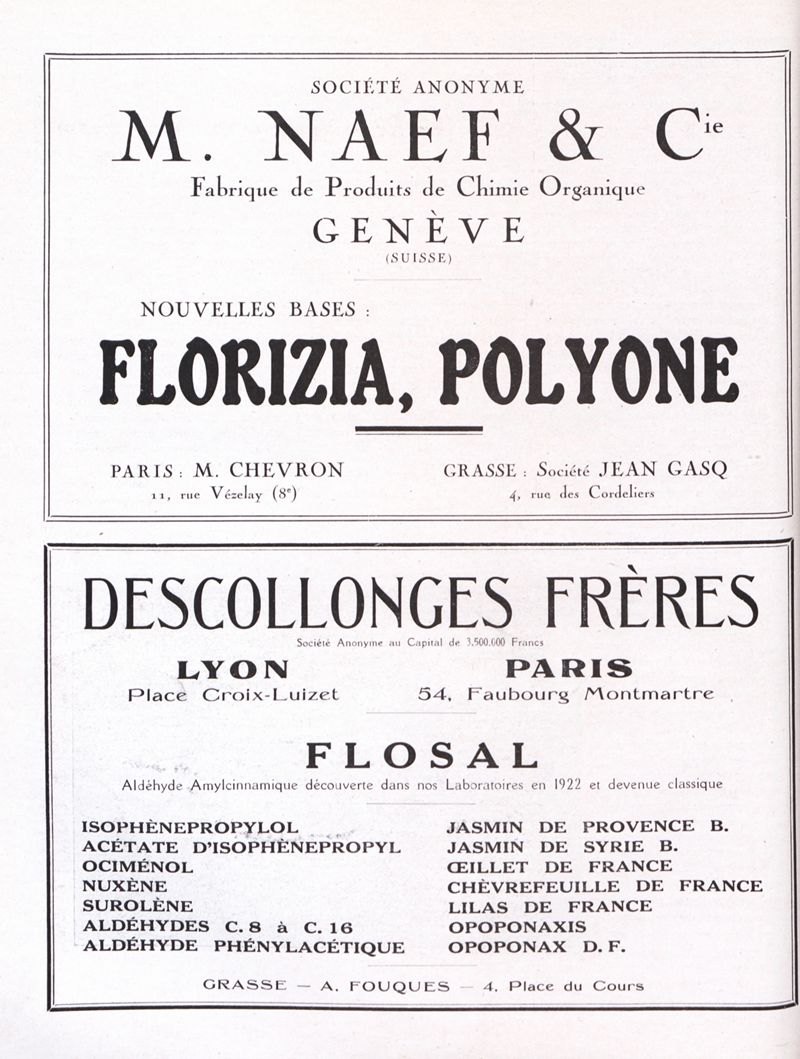 SOCIÉTÉ ANONYME
M. NAEF & Cie
Fabrique de Produits de Chimie Organique
GENÈVE
(SUISSE)
NOUVELLES BASES :
FLORIZIA, POLYONE
PARIS : M. CHEVRON
11, rue Vézelay (8e)
GRASSE : Société JEAN GASQ
4, rue des Cordeliers
DESCOLLONGES FRÈRES
Société Anonyme au Capital de 3.500.000 Francs
LYON
Place Croix-Luizet
PARIS
54, Faubourg Montmartre
FLOSAL
Aldéhyde Amylcinnamique découverte dans nos Laboratoires en 1922 et devenue classique
ISOPHÈNEPROPYLOL
ACÉTATE D'ISOPHÈNEPROPYL
OCIMÉNOL
NUXÈNE
SUROLÈNE
ALDÉHYDES C. 8 à C. 16
ALDÉHYDE PHÉNYLACÉTIQUE
JASMIN DE PROVENCE B.
JASMIN DE SYRIE B.
ŒILLET DE FRANCE
CHÈVREFEUILLE DE FRANCE
LILAS DE FRANCE
OPOPONAXIS
OPOPONAX D. F.
GRASSE — A. FOUQUES — 4, Place du Cours